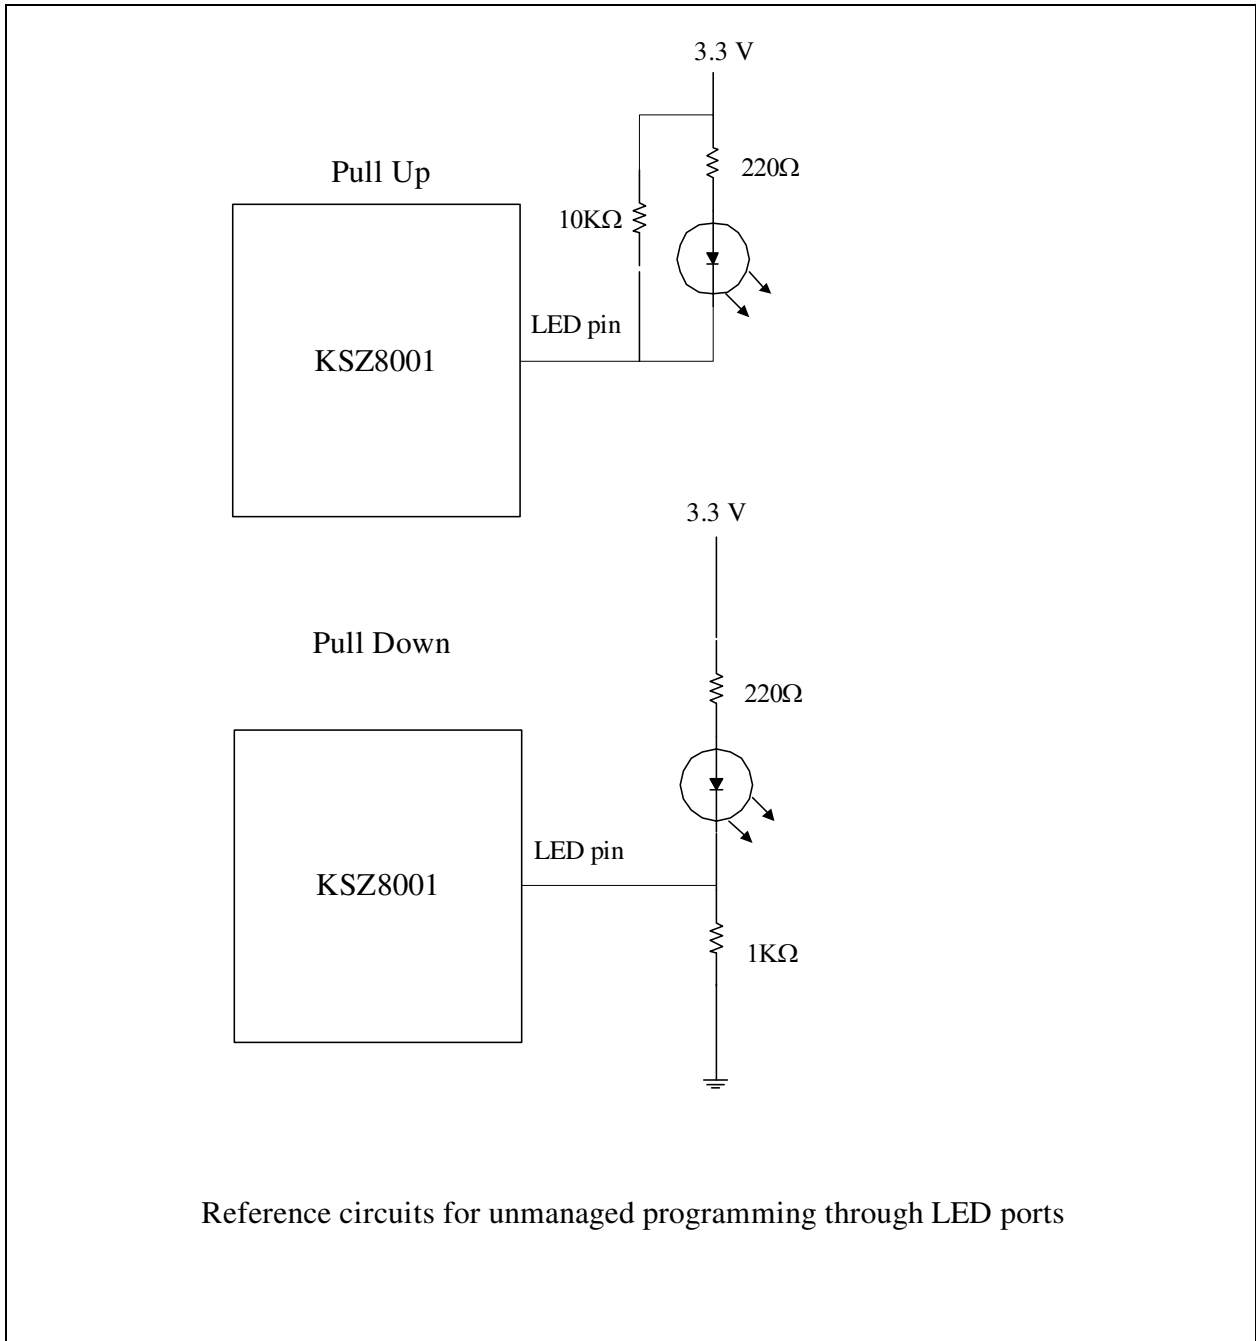 3.3 V
Pull Up
220Ω
10KΩ
LED pin
KSZ8001
3.3 V
Pull Down
220Ω
LED pin
KSZ8001
1KΩ
Reference circuits for unmanaged programming through LED ports